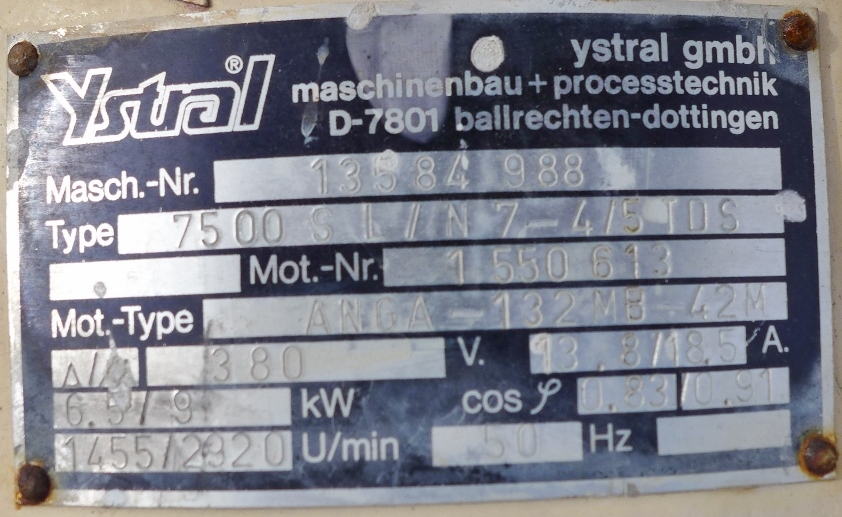 Ystral®
ystral gmbh
maschinenbau + processtechnik
D-7801 ballrechten-dottingen
Masch.-Nr. 13584 988
Type 7500 S L / N 7-4/5 TDS
Mot.-Nr. 1 550 613
Mot.-Type ANGA-132MB-42M
380 V. 13,8/18,5 A.
6.5/9 kW cos φ 0.83/0.91
1455/2920 U/min 50 Hz